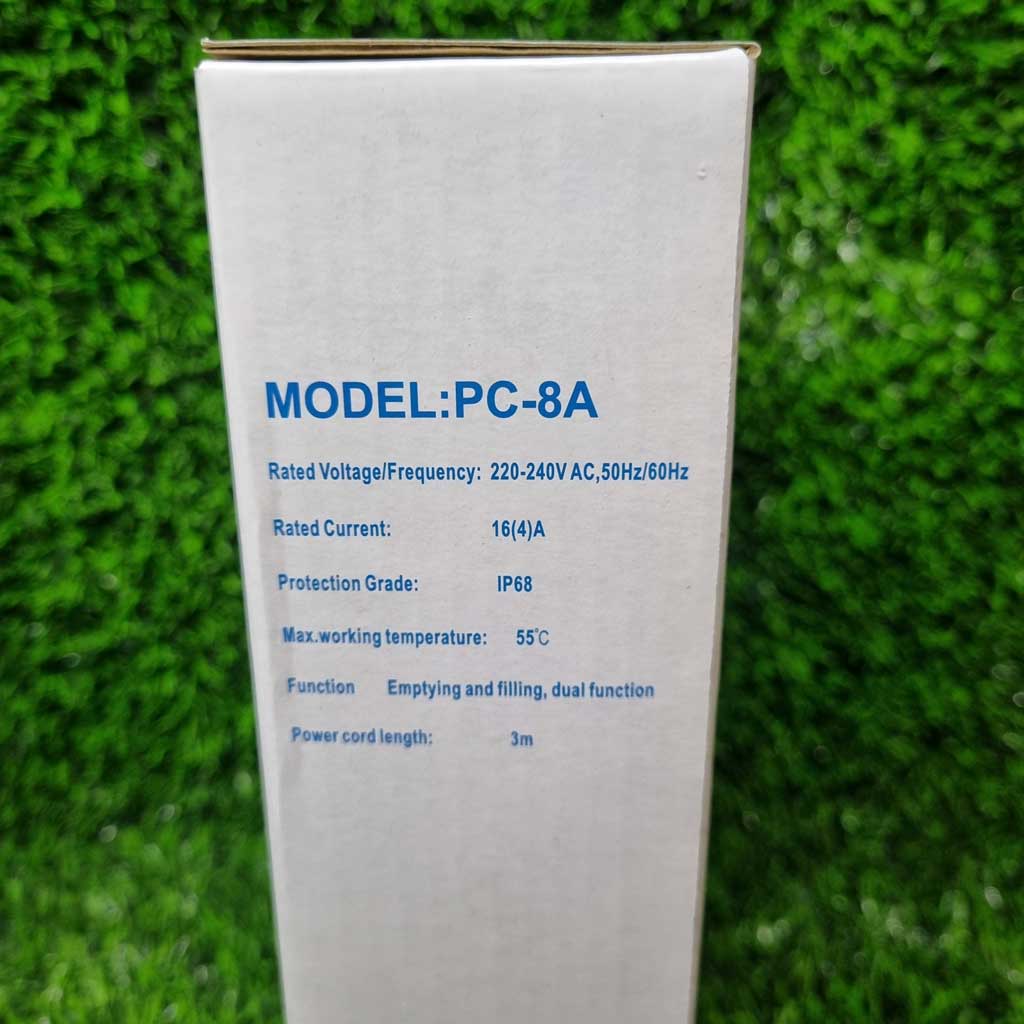 MODEL:PC-8A
Rated Voltage/Frequency: 220-240V AC,50Hz/60Hz
Rated Current: 16(4)A
Protection Grade: IP68
Max.working temperature: 55℃
Function Emptying and filling, dual function
Power cord length: 3m